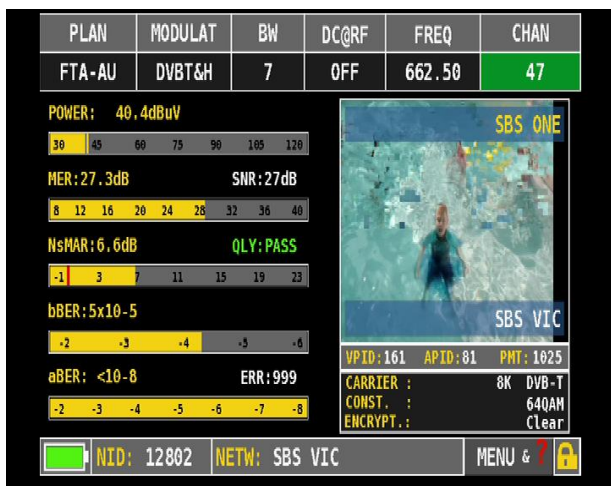 PLAN MODULAT BW DC@RF FREQ CHAN
FTA-AU DVBT&H 7 OFF 662.50 47
POWER: 40.4dBuV
30 45 60 75 90 105 120
MER:27.3dB SNR:27dB
8 12 16 20 24 28 32 36 40
NsMAR:6.6dB QLY:PASS
-1 3 7 11 15 19 23
bBER:5x10-5
-2 -3 -4 -5 -6
aBER: <10-8 ERR:999
-2 -3 -4 -5 -6 -7 -8
SBS ONE
SBS VIC
VPID:161 APID:81 PMT:1025
CARRIER : 8K DVB-T
CONST. : 64QAM
ENCRYPT.: Clear
NID: 12802 NETW: SBS VIC MENU & ?